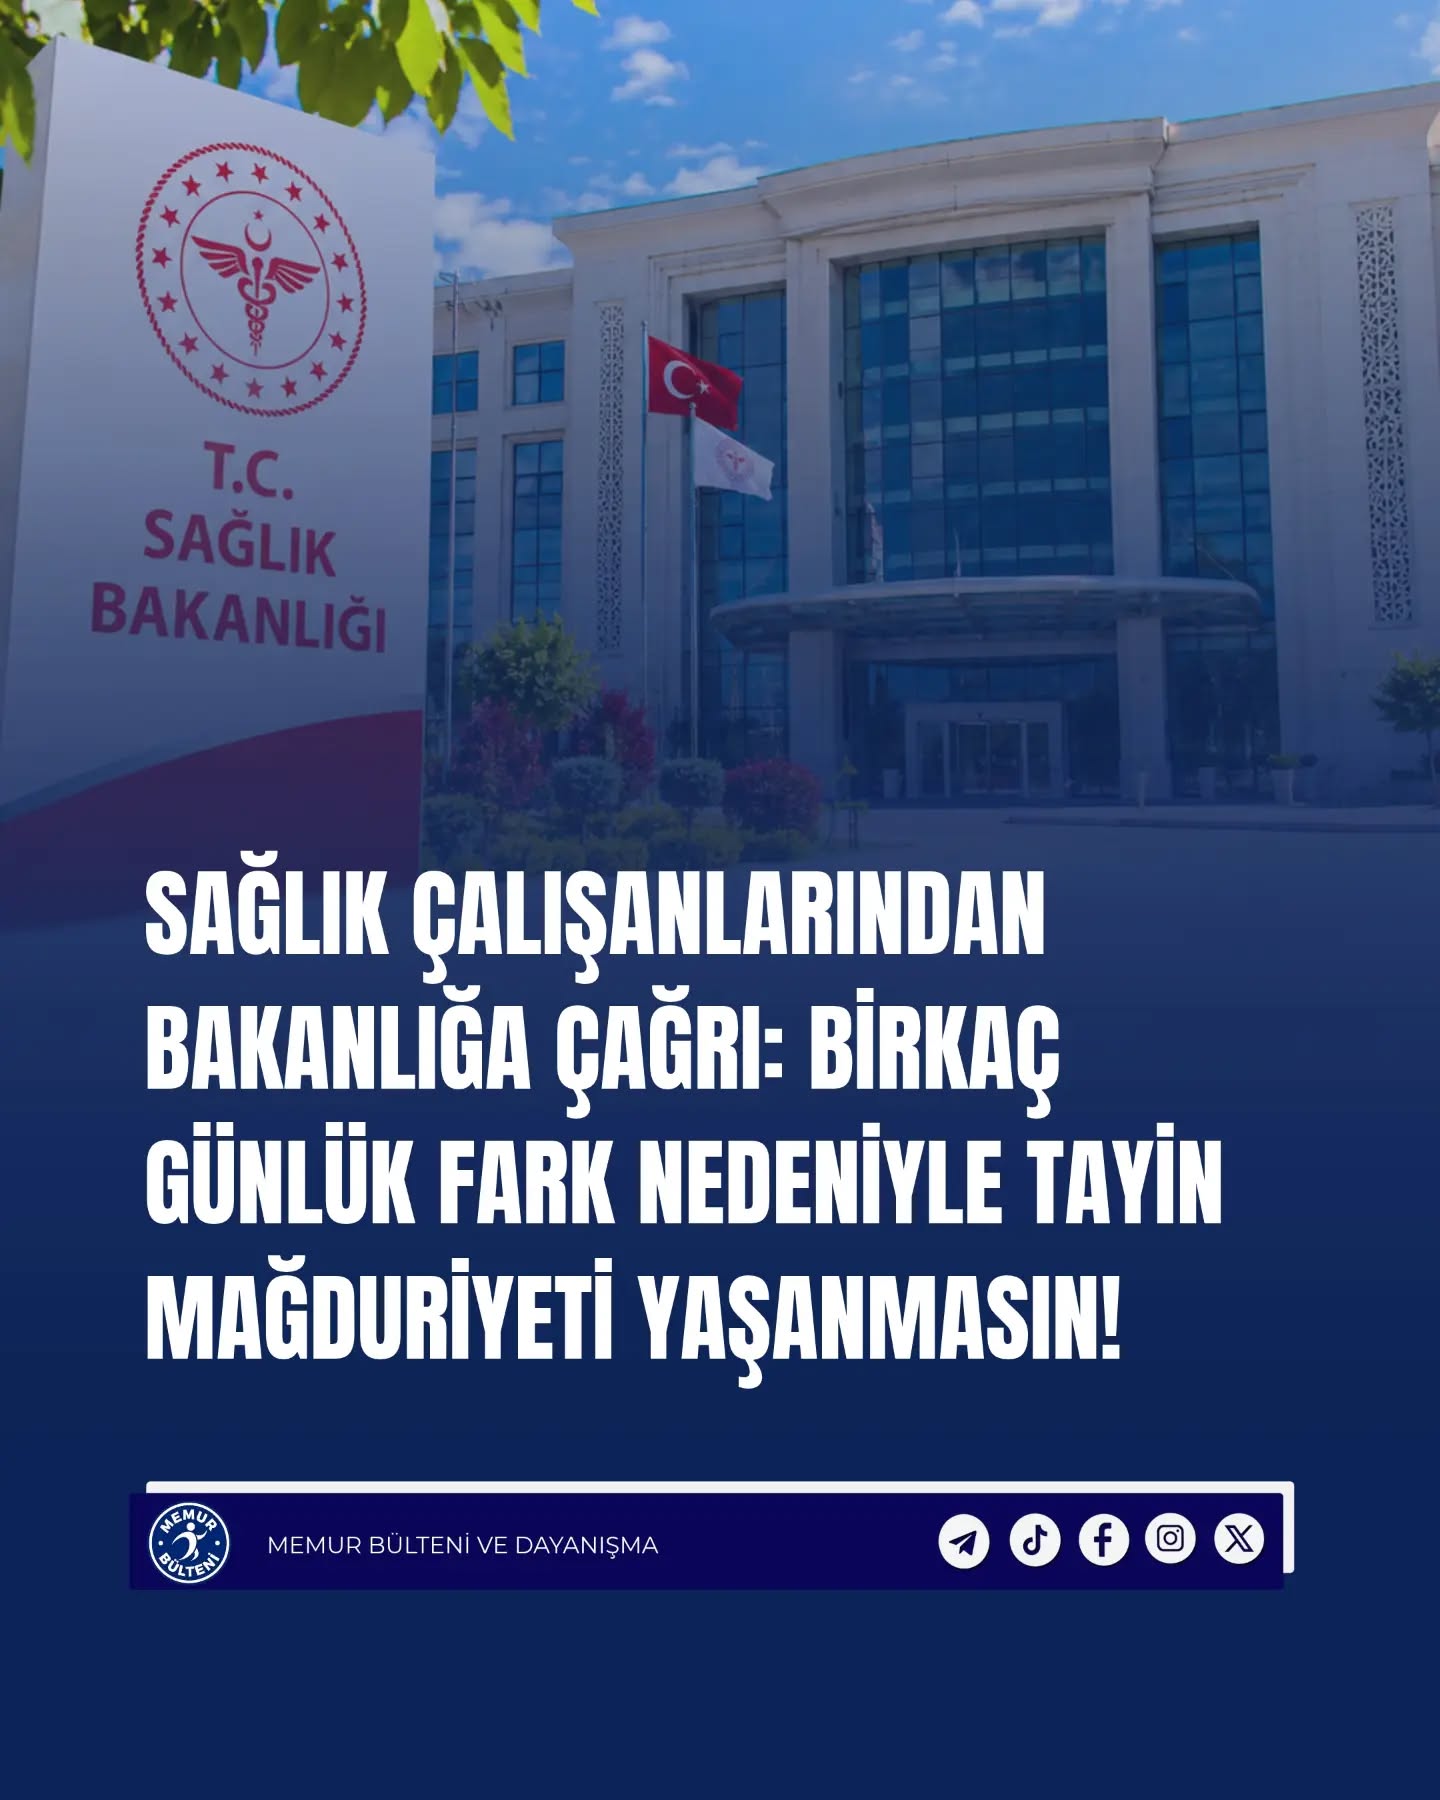 T.C.
SAĞLIK
BAKANLIĞI
SAĞLIK ÇALIŞANLARINDAN
BAKANLIĞA ÇAĞRI: BİRKAÇ
GÜNLÜK FARK NEDENİYLE TAYİN
MAĞDURİYETİ YAŞANMASIN!
MEMUR
BÜLTENİ
MEMUR BÜLTENİ VE DAYANIŞMA